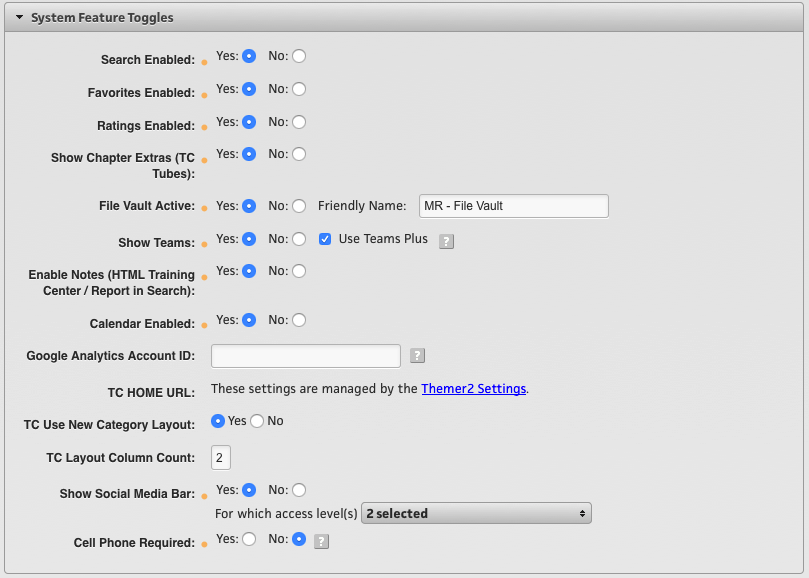 System Feature Toggles
Search Enabled: Yes: No:
Favorites Enabled: Yes: No:
Ratings Enabled: Yes: No:
Show Chapter Extras (TC Yes: No:
Tubes):
File Vault Active: Yes: No: Friendly Name: MR - File Vault
Show Teams: Yes: No: Use Teams Plus ?
Enable Notes (HTML Training Yes: No:
Center / Report in Search):
Calendar Enabled: Yes: No:
Google Analytics Account ID: ?
TC HOME URL: These settings are managed by the Themer2 Settings.
TC Use New Category Layout: Yes No
TC Layout Column Count: 2
Show Social Media Bar: Yes: No:
For which access level(s) 2 selected
Cell Phone Required: Yes: No: ?